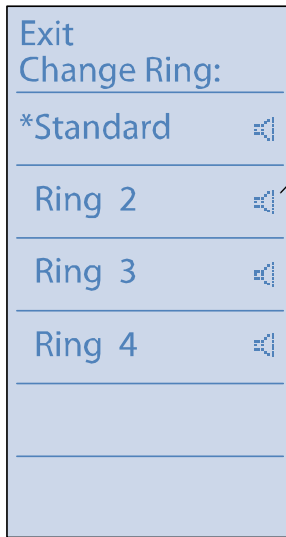 Exit
Change Ring:
*Standard
Ring 2
Ring 3
Ring 4